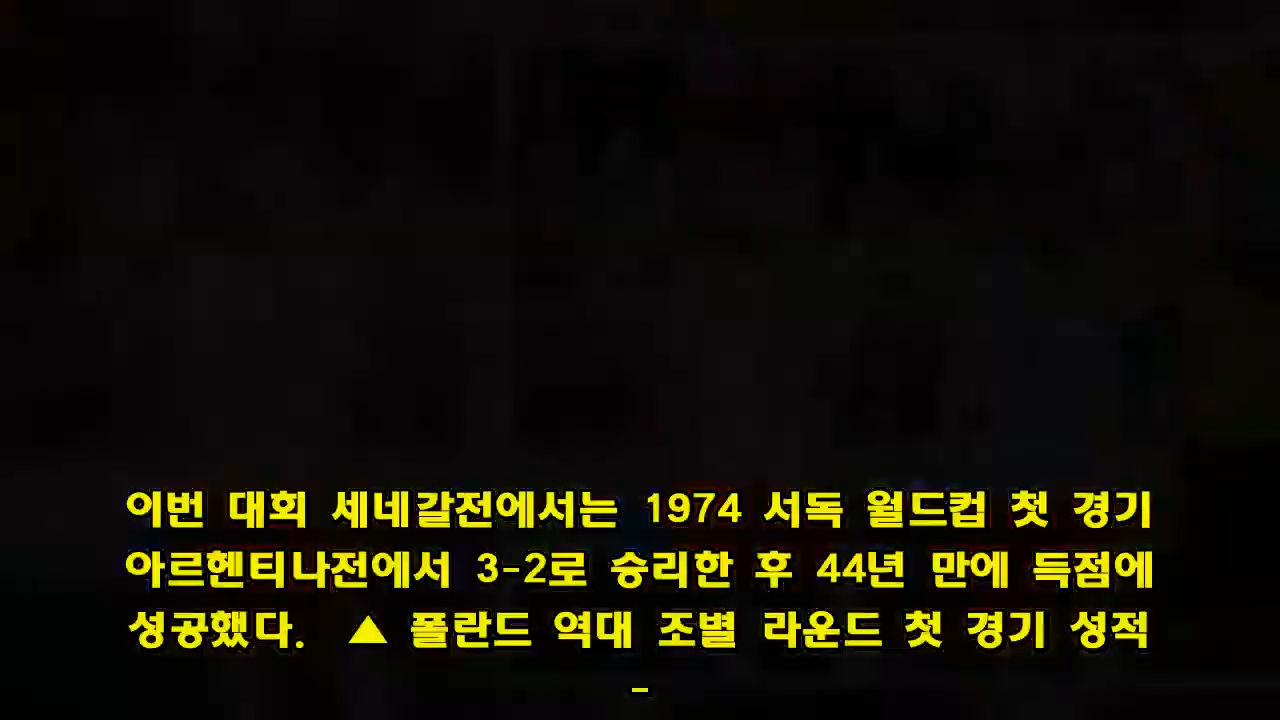 이번 대회 세네갈전에서는 1974 서독 월드컵 첫 경기
아르헨티나전에서 3-2로 승리한 후 44년 만에 득점에
성공했다. ▲ 폴란드 역대 조별 라운드 첫 경기 성적
-